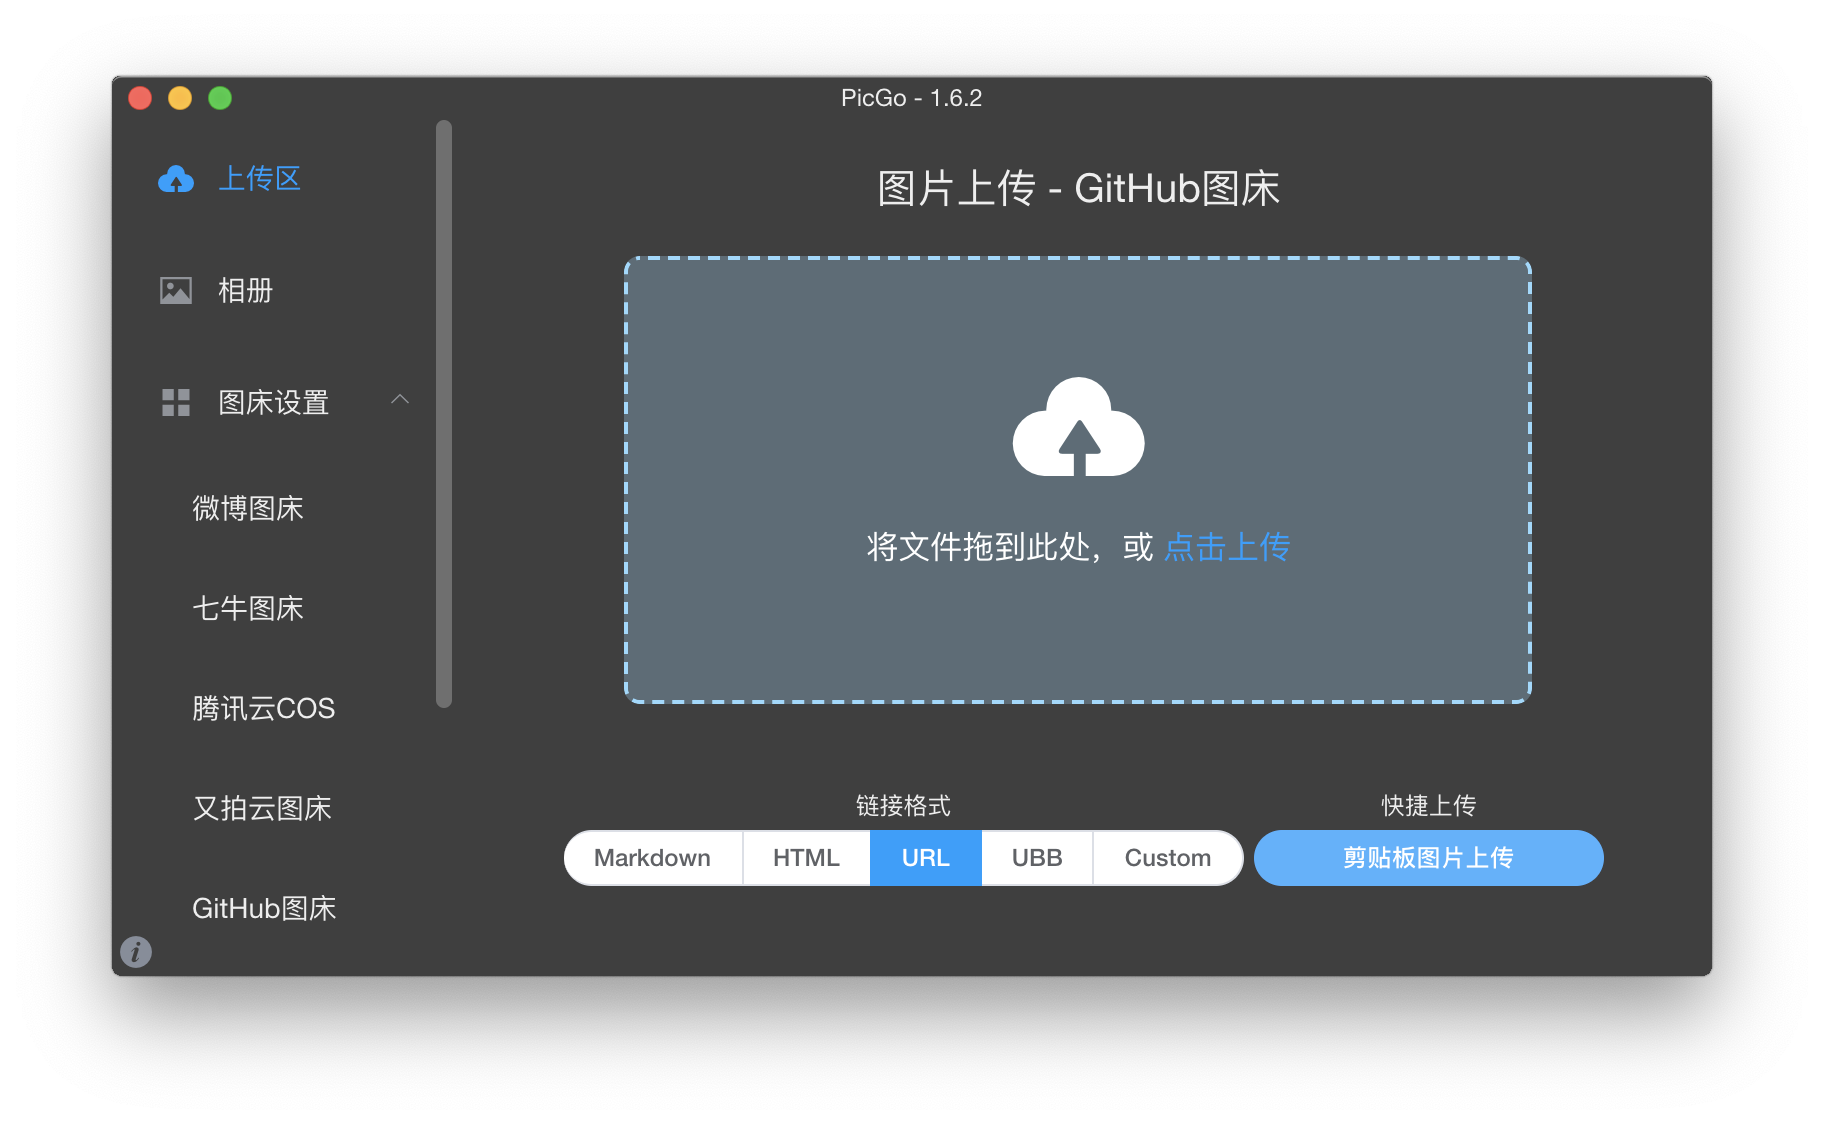 PicGo - 1.6.2
上传区
相册
图床设置
微博图床
七牛图床
腾讯云COS
又拍云图床
GitHub图床
i
图片上传 - GitHub图床
将文件拖到此处，或 点击上传
链接格式
Markdown HTML URL UBB Custom
快捷上传
剪贴板图片上传